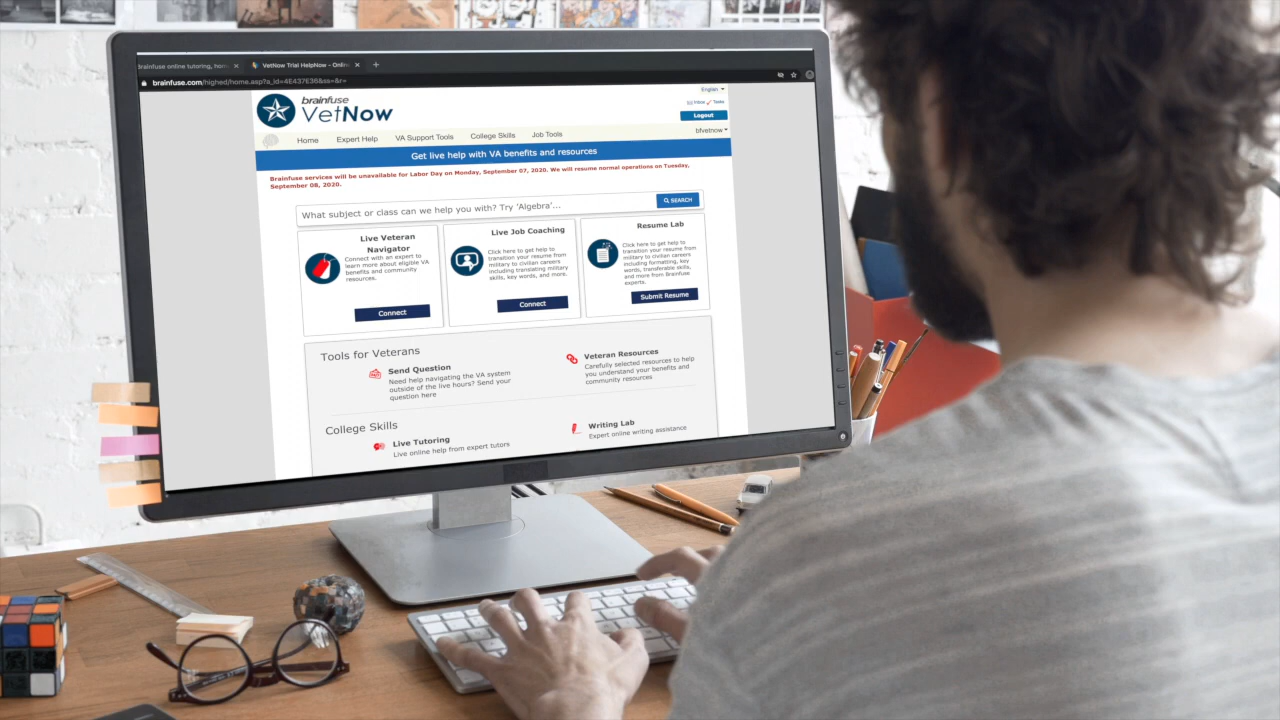 Brainfuse online tutoring, hom
VetNow Trial HelpNow - Onlin
brainfuse.com/highed/home.asp?a_id=4E437E36&ss=&r=
English
Inbox Tasks
brainfuse
VetNow
Logout
Home Expert Help VA Support Tools College Skills Job Tools
bfvetnow
Get live help with VA benefits and resources
Brainfuse services will be unavailable for Labor Day on Monday, September 07, 2020. We will resume normal operations on Tuesday,
September 08, 2020.
What subject or class can we help you with? Try 'Algebra'...
SEARCH
Live Veteran
Navigator
Connect with an expert to
learn more about eligible VA
benefits and community
resources.
Connect
Live Job Coaching
Click here to get help to
transition your resume from
military to civilian careers
including translating military
skills, key words, and more.
Connect
Resume Lab
Click here to get help to
transition your resume from
military to civilian careers
including formatting, key
words, transferable skills,
and more from Brainfuse
experts.
Submit Resume
Tools for Veterans
Send Question
Need help navigating the VA system
outside of the live hours? Send your
question here
Veteran Resources
Carefully selected resources to help
you understand your benefits and
community resources
College Skills
Live Tutoring
Live online help from expert tutors
Writing Lab
Expert online writing assistance